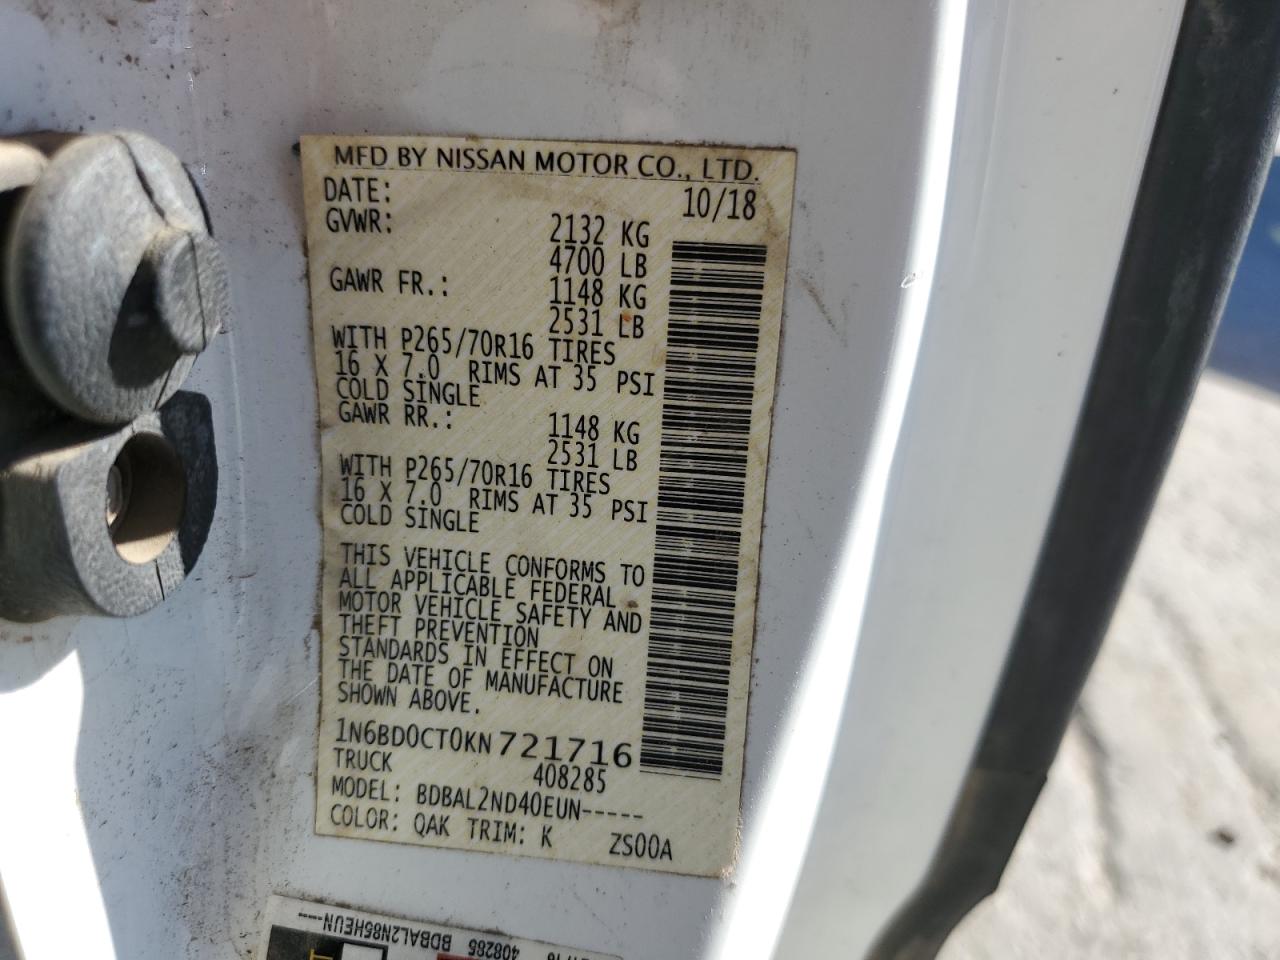 MFD BY NISSAN MOTOR CO., LTD.
DATE: 10/18
GVWR: 2132 KG
4700 LB
GAWR FR.: 1148 KG
2531 LB
WITH P265/70R16 TIRES
16 X 7.0 RIMS AT 35 PSI
COLD SINGLE
GAWR RR.: 1148 KG
2531 LB
WITH P265/70R16 TIRES
16 X 7.0 RIMS AT 35 PSI
COLD SINGLE
THIS VEHICLE CONFORMS TO
ALL APPLICABLE FEDERAL
MOTOR VEHICLE SAFETY AND
THEFT PREVENTION
STANDARDS IN EFFECT ON
THE DATE OF MANUFACTURE
SHOWN ABOVE.
1N6BD0CT0KN721716
TRUCK 408285
MODEL: BDBAL2ND40EUN-----
COLOR: QAK TRIM: K ZS00A
408285 BDBAL2N85HEUN----